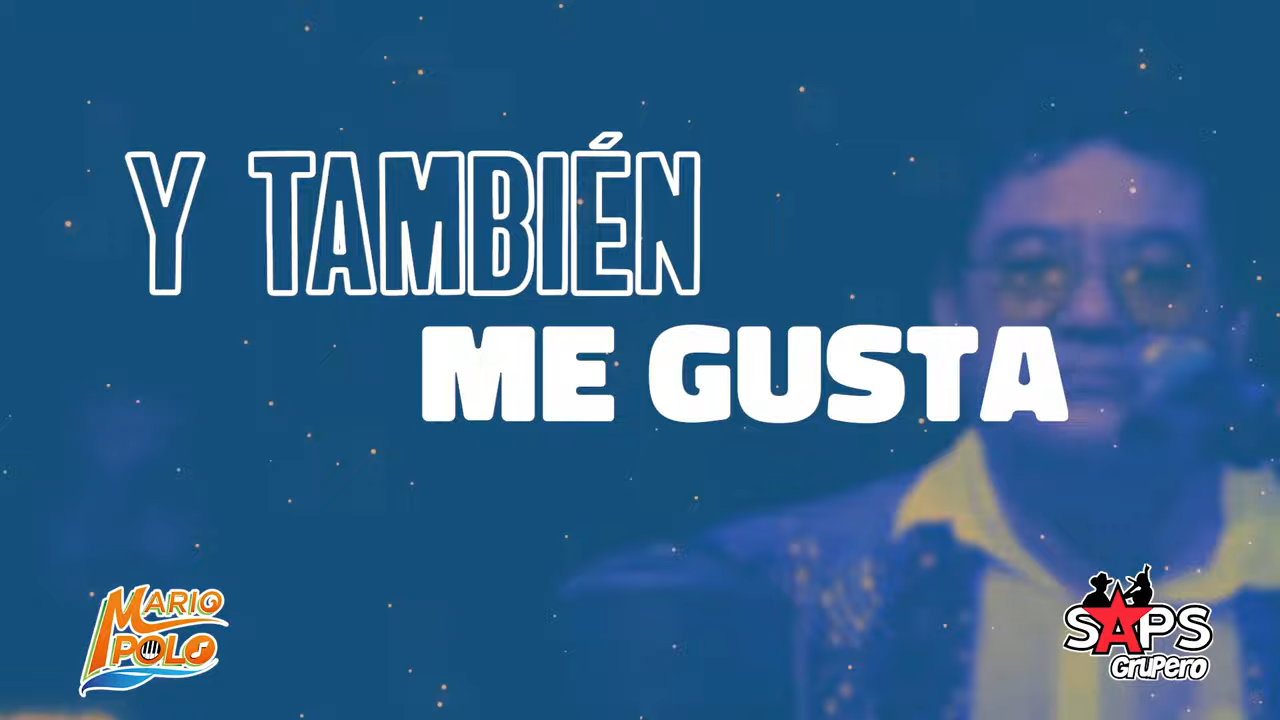 Y TAMBIÉN
ME GUSTA
MARIO
POLO
SAPS
GRUPERO